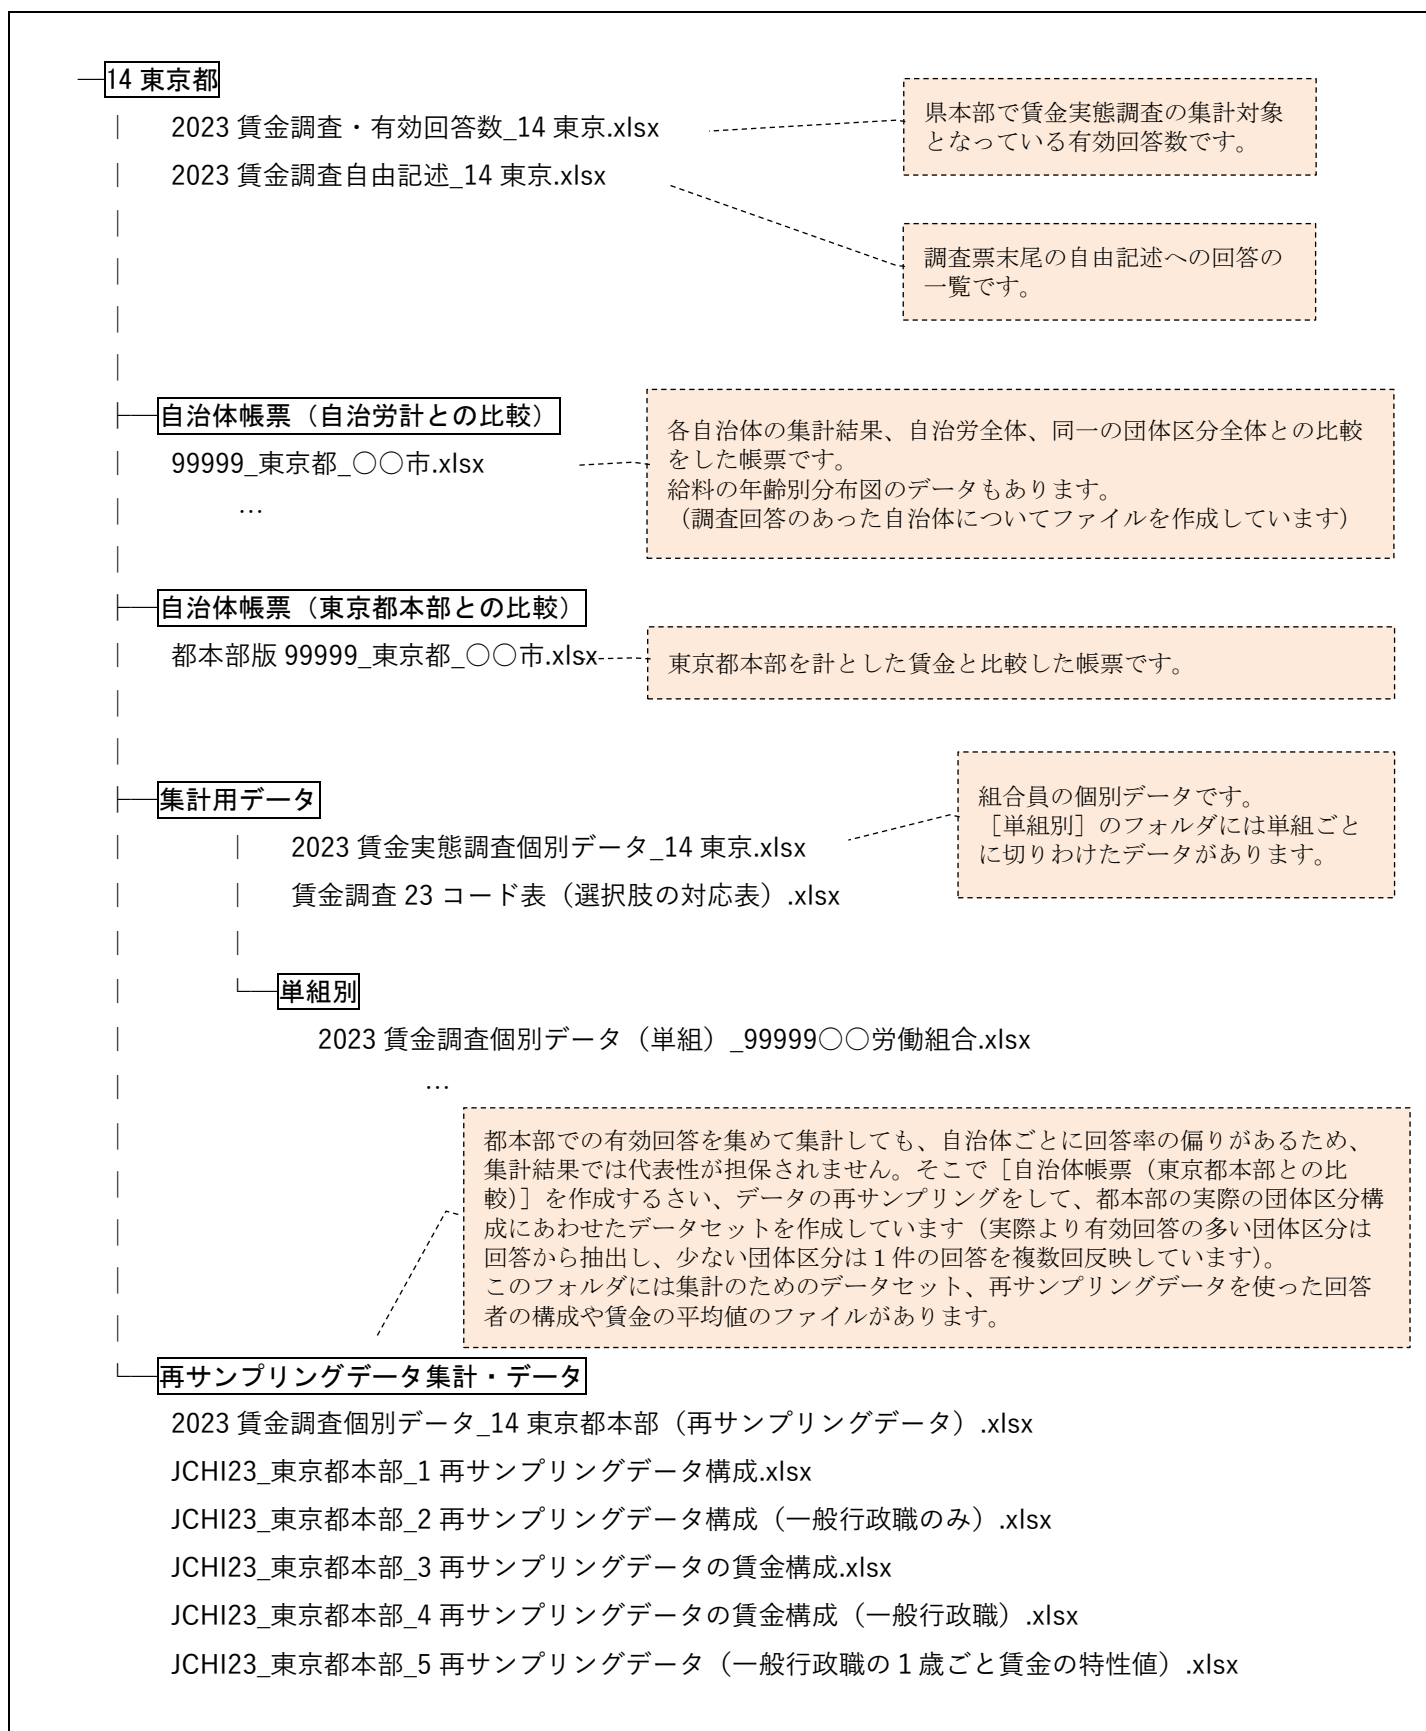 14 東京都
2023 賃金調査・有効回答数_14 東京.xlsx
県本部で賃金実態調査の集計対象
となっている有効回答数です。
2023 賃金調査自由記述_14 東京.xlsx
調査票末尾の自由記述への回答の
一覧です。
自治体帳票（自治労計との比較）
99999_東京都_○○市.xlsx
…
各自治体の集計結果、自治労全体、同一の団体区分全体との比較
をした帳票です。
給料の年齢別分布図のデータもあります。
（調査回答のあった自治体についてファイルを作成しています）
自治体帳票（東京都本部との比較）
都本部版 99999_東京都_○○市.xlsx
東京都本部を計とした賃金と比較した帳票です。
集計用データ
2023 賃金実態調査個別データ_14 東京.xlsx
賃金調査 23 コード表（選択肢の対応表）.xlsx
組合員の個別データです。
［単組別］のフォルダには単組ごと
に切りわけたデータがあります。
単組別
2023 賃金調査個別データ（単組）_99999○○労働組合.xlsx
…
都本部での有効回答を集めて集計しても、自治体ごとに回答率の偏りがあるため、
集計結果では代表性が担保されません。そこで［自治体帳票（東京都本部との比
較）］を作成するさい、データの再サンプリングをして、都本部の実際の団体区分構
成にあわせたデータセットを作成しています（実際より有効回答の多い団体区分は
回答から抽出し、少ない団体区分は１件の回答を複数回反映しています）。
このフォルダには集計のためのデータセット、再サンプリングデータを使った回答
者の構成や賃金の平均値のファイルがあります。
再サンプリングデータ集計・データ
2023 賃金調査個別データ_14 東京都本部（再サンプリングデータ）.xlsx
JCHI23_東京都本部_1 再サンプリングデータ構成.xlsx
JCHI23_東京都本部_2 再サンプリングデータ構成（一般行政職のみ）.xlsx
JCHI23_東京都本部_3 再サンプリングデータの賃金構成.xlsx
JCHI23_東京都本部_4 再サンプリングデータの賃金構成（一般行政職）.xlsx
JCHI23_東京都本部_5 再サンプリングデータ（一般行政職の１歳ごと賃金の特性値）.xlsx